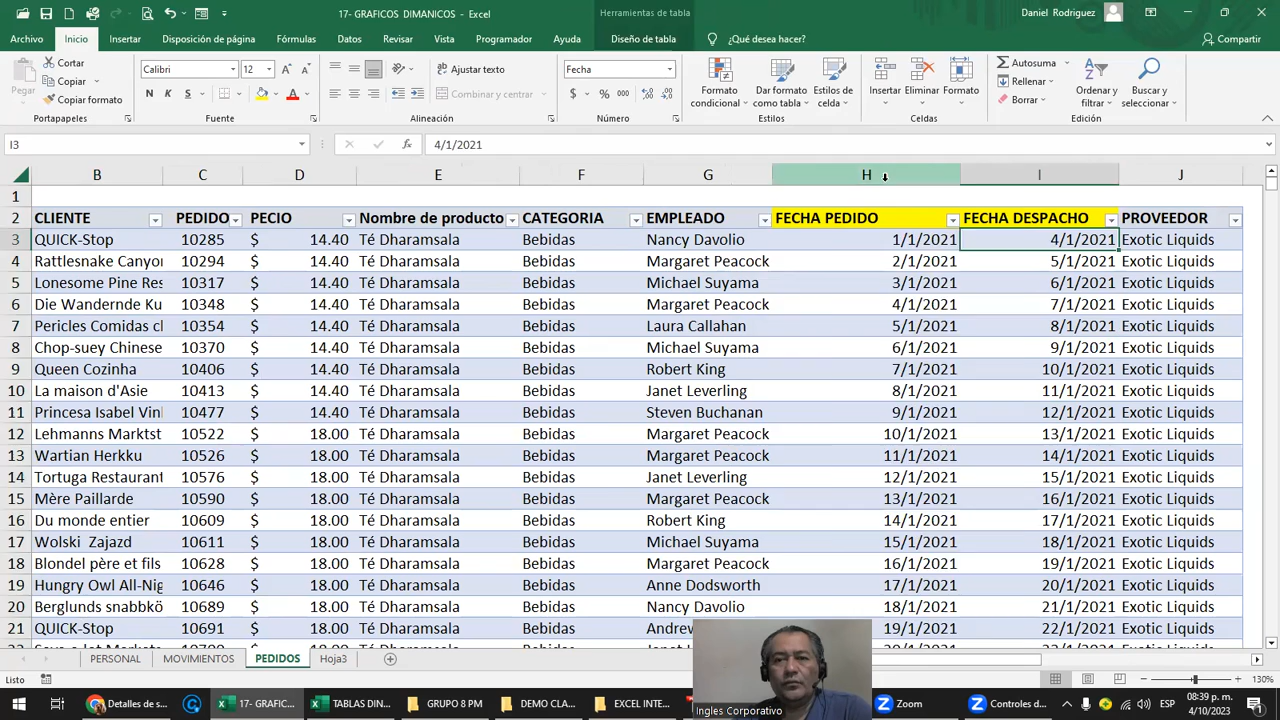 17- GRAFICOS DIMANICOS - Excel
Herramientas de tabla
Daniel Rodriguez
Archivo Inicio Insertar Disposición de página Fórmulas Datos Revisar Vista Programador Ayuda Diseño de tabla ¿Qué desea hacer? Compartir
Pegar
Cortar
Copiar
Copiar formato
Portapapeles
Calibri 12
N K S
Fuente
Ajustar texto
Combinar y centrar
Alineación
Fecha
$ % 000
Número
Formato condicional
Dar formato como tabla
Estilos de celda
Estilos
Insertar Eliminar Formato
Celdas
Autosuma
Rellenar
Borrar
Ordenar y filtrar
Buscar y seleccionar
Edición
I3 fx 4/1/2021
B C D E F G H I J
1
2 CLIENTE PEDIDO PECIO Nombre de producto CATEGORIA EMPLEADO FECHA PEDIDO FECHA DESPACHO PROVEEDOR
3 QUICK-Stop 10285 $ 14.40 Té Dharamsala Bebidas Nancy Davolio 1/1/2021 4/1/2021 Exotic Liquids
4 Rattlesnake Canyon 10294 $ 14.40 Té Dharamsala Bebidas Margaret Peacock 2/1/2021 5/1/2021 Exotic Liquids
5 Lonesome Pine Res 10317 $ 14.40 Té Dharamsala Bebidas Michael Suyama 3/1/2021 6/1/2021 Exotic Liquids
6 Die Wandernde Ku 10348 $ 14.40 Té Dharamsala Bebidas Margaret Peacock 4/1/2021 7/1/2021 Exotic Liquids
7 Pericles Comidas cl 10354 $ 14.40 Té Dharamsala Bebidas Laura Callahan 5/1/2021 8/1/2021 Exotic Liquids
8 Chop-suey Chinese 10370 $ 14.40 Té Dharamsala Bebidas Michael Suyama 6/1/2021 9/1/2021 Exotic Liquids
9 Queen Cozinha 10406 $ 14.40 Té Dharamsala Bebidas Robert King 7/1/2021 10/1/2021 Exotic Liquids
10 La maison d'Asie 10413 $ 14.40 Té Dharamsala Bebidas Janet Leverling 8/1/2021 11/1/2021 Exotic Liquids
11 Princesa Isabel Vinl 10477 $ 14.40 Té Dharamsala Bebidas Steven Buchanan 9/1/2021 12/1/2021 Exotic Liquids
12 Lehmanns Marktst 10522 $ 18.00 Té Dharamsala Bebidas Margaret Peacock 10/1/2021 13/1/2021 Exotic Liquids
13 Wartian Herkku 10526 $ 18.00 Té Dharamsala Bebidas Margaret Peacock 11/1/2021 14/1/2021 Exotic Liquids
14 Tortuga Restaurant 10576 $ 18.00 Té Dharamsala Bebidas Janet Leverling 12/1/2021 15/1/2021 Exotic Liquids
15 Mère Paillarde 10590 $ 18.00 Té Dharamsala Bebidas Margaret Peacock 13/1/2021 16/1/2021 Exotic Liquids
16 Du monde entier 10609 $ 18.00 Té Dharamsala Bebidas Robert King 14/1/2021 17/1/2021 Exotic Liquids
17 Wolski Zajazd 10611 $ 18.00 Té Dharamsala Bebidas Michael Suyama 15/1/2021 18/1/2021 Exotic Liquids
18 Blondel père et fils 10628 $ 18.00 Té Dharamsala Bebidas Margaret Peacock 16/1/2021 19/1/2021 Exotic Liquids
19 Hungry Owl All-Nig 10646 $ 18.00 Té Dharamsala Bebidas Anne Dodsworth 17/1/2021 20/1/2021 Exotic Liquids
20 Berglunds snabbkö 10689 $ 18.00 Té Dharamsala Bebidas Nancy Davolio 18/1/2021 21/1/2021 Exotic Liquids
21 QUICK-Stop 10691 $ 18.00 Té Dharamsala Bebidas Andrew 19/1/2021 22/1/2021 Exotic Liquids
PERSONAL MOVIMIENTOS PEDIDOS Hoja3
Listo 130%
Ingles Corporativo
Detalles de s... 17- GRAFIC... TABLAS DIN... GRUPO 8 PM DEMO CLA... EXCEL INTE... Zoom Controles d... ESP
08:39 p. m.
4/10/2023